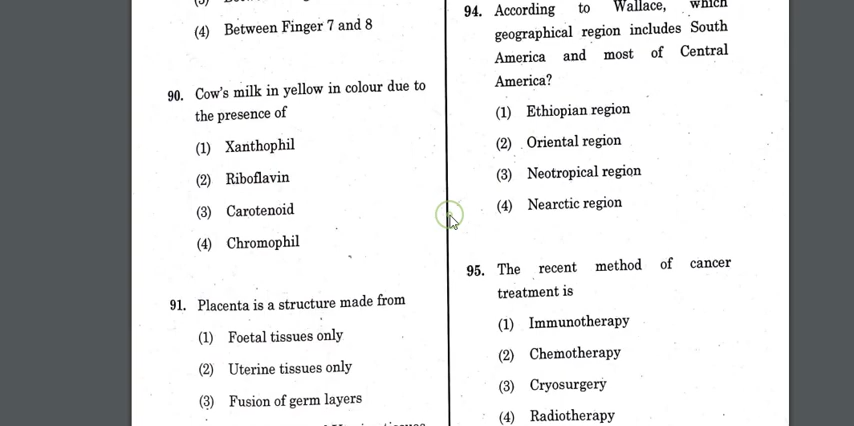 (4) Between Finger 7 and 8
90. Cow's milk in yellow in colour due to
the presence of
(1) Xanthophil
(2) Riboflavin
(3) Carotenoid
(4) Chromophil
91. Placenta is a structure made from
(1) Foetal tissues only
(2) Uterine tissues only
(3) Fusion of germ layers
94. According to Wallace, which
geographical region includes South
America and most of Central
America?
(1) Ethiopian region
(2) Oriental region
(3) Neotropical region
(4) Nearctic region
95. The recent method of cancer
treatment is
(1) Immunotherapy
(2) Chemotherapy
(3) Cryosurgery
(4) Radiotherapy